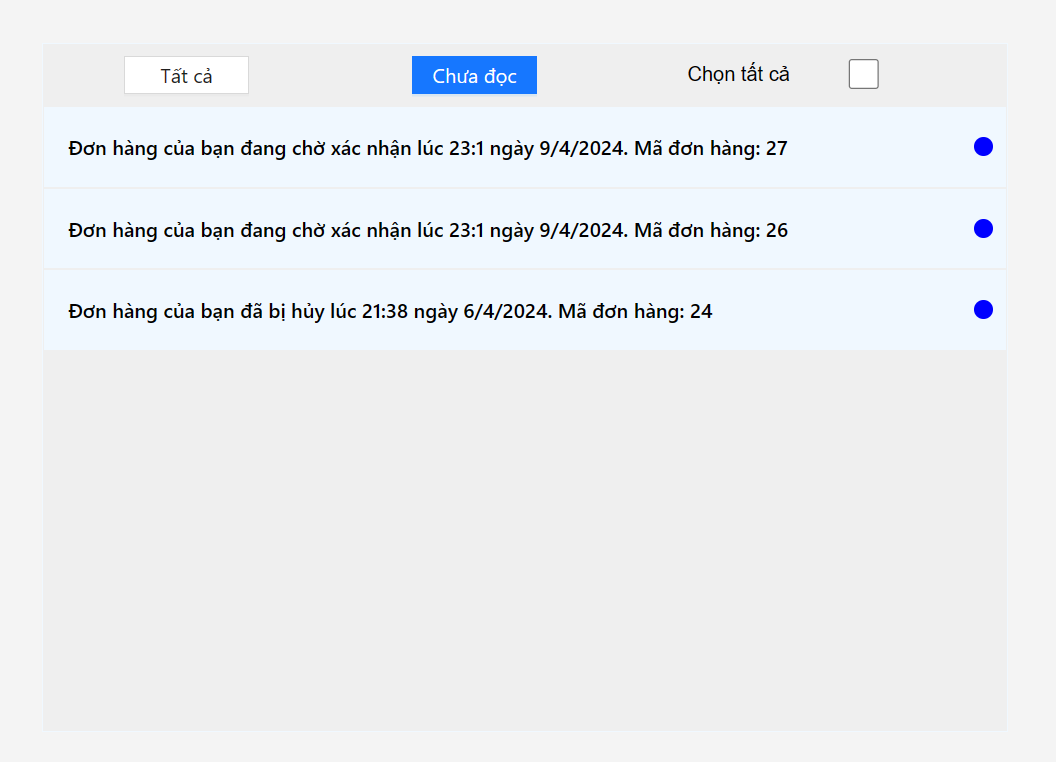 Tất cả
Chưa đọc
Chọn tất cả
Đơn hàng của bạn đang chờ xác nhận lúc 23:1 ngày 9/4/2024. Mã đơn hàng: 27
Đơn hàng của bạn đang chờ xác nhận lúc 23:1 ngày 9/4/2024. Mã đơn hàng: 26
Đơn hàng của bạn đã bị hủy lúc 21:38 ngày 6/4/2024. Mã đơn hàng: 24